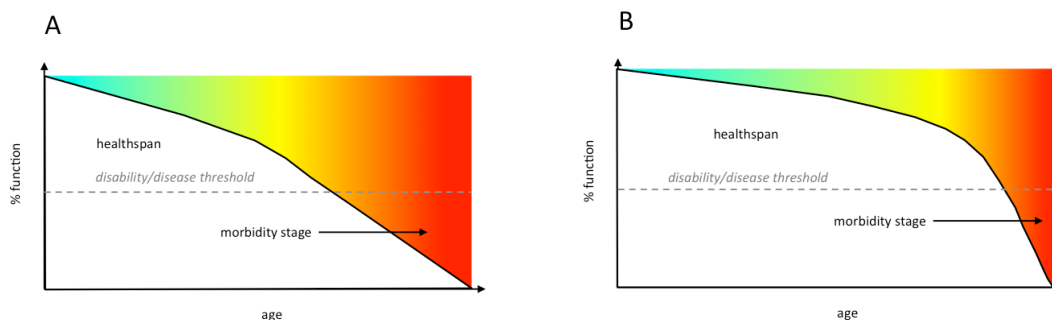 A
healthspan
disability/disease threshold
morbidity stage
% function
age
B
healthspan
disability/disease threshold
morbidity stage
% function
age